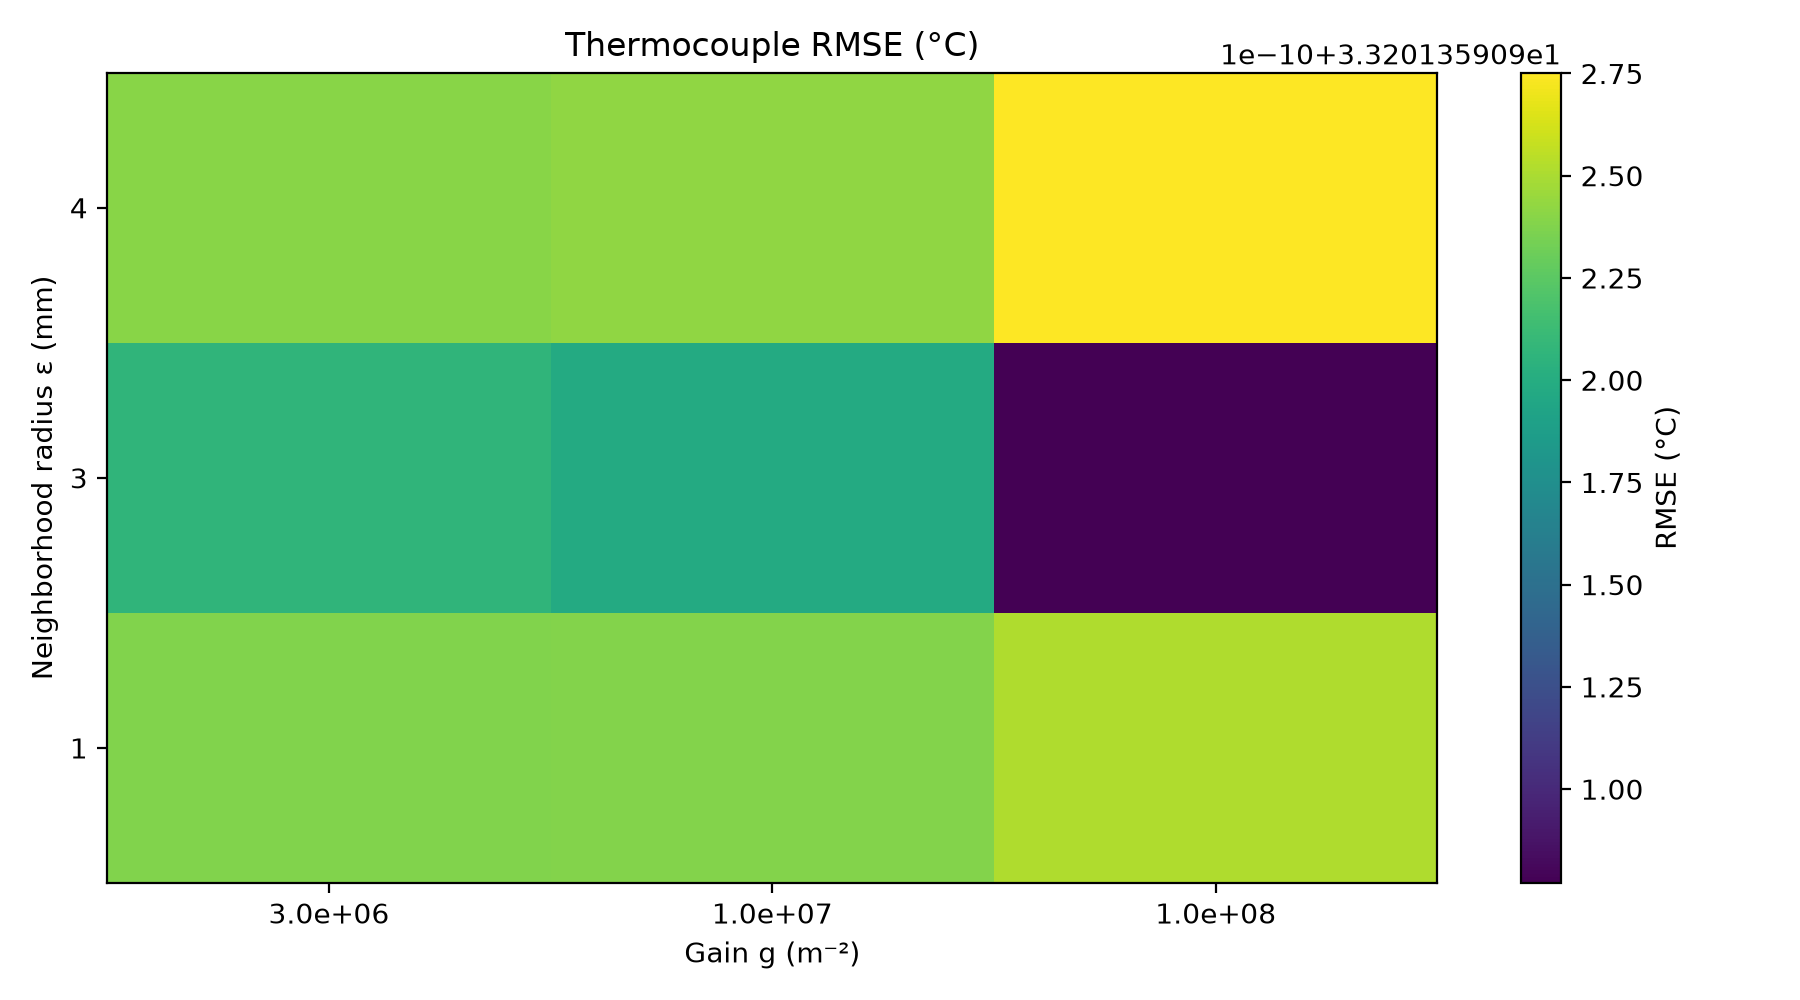 Thermocouple RMSE (°C)
1e−10+3.320135909e1
Neighborhood radius ε (mm)
4
3
1
3.0e+06
1.0e+07
1.0e+08
Gain g (m⁻²)
2.75
2.50
2.25
2.00
1.75
1.50
1.25
1.00
RMSE (°C)